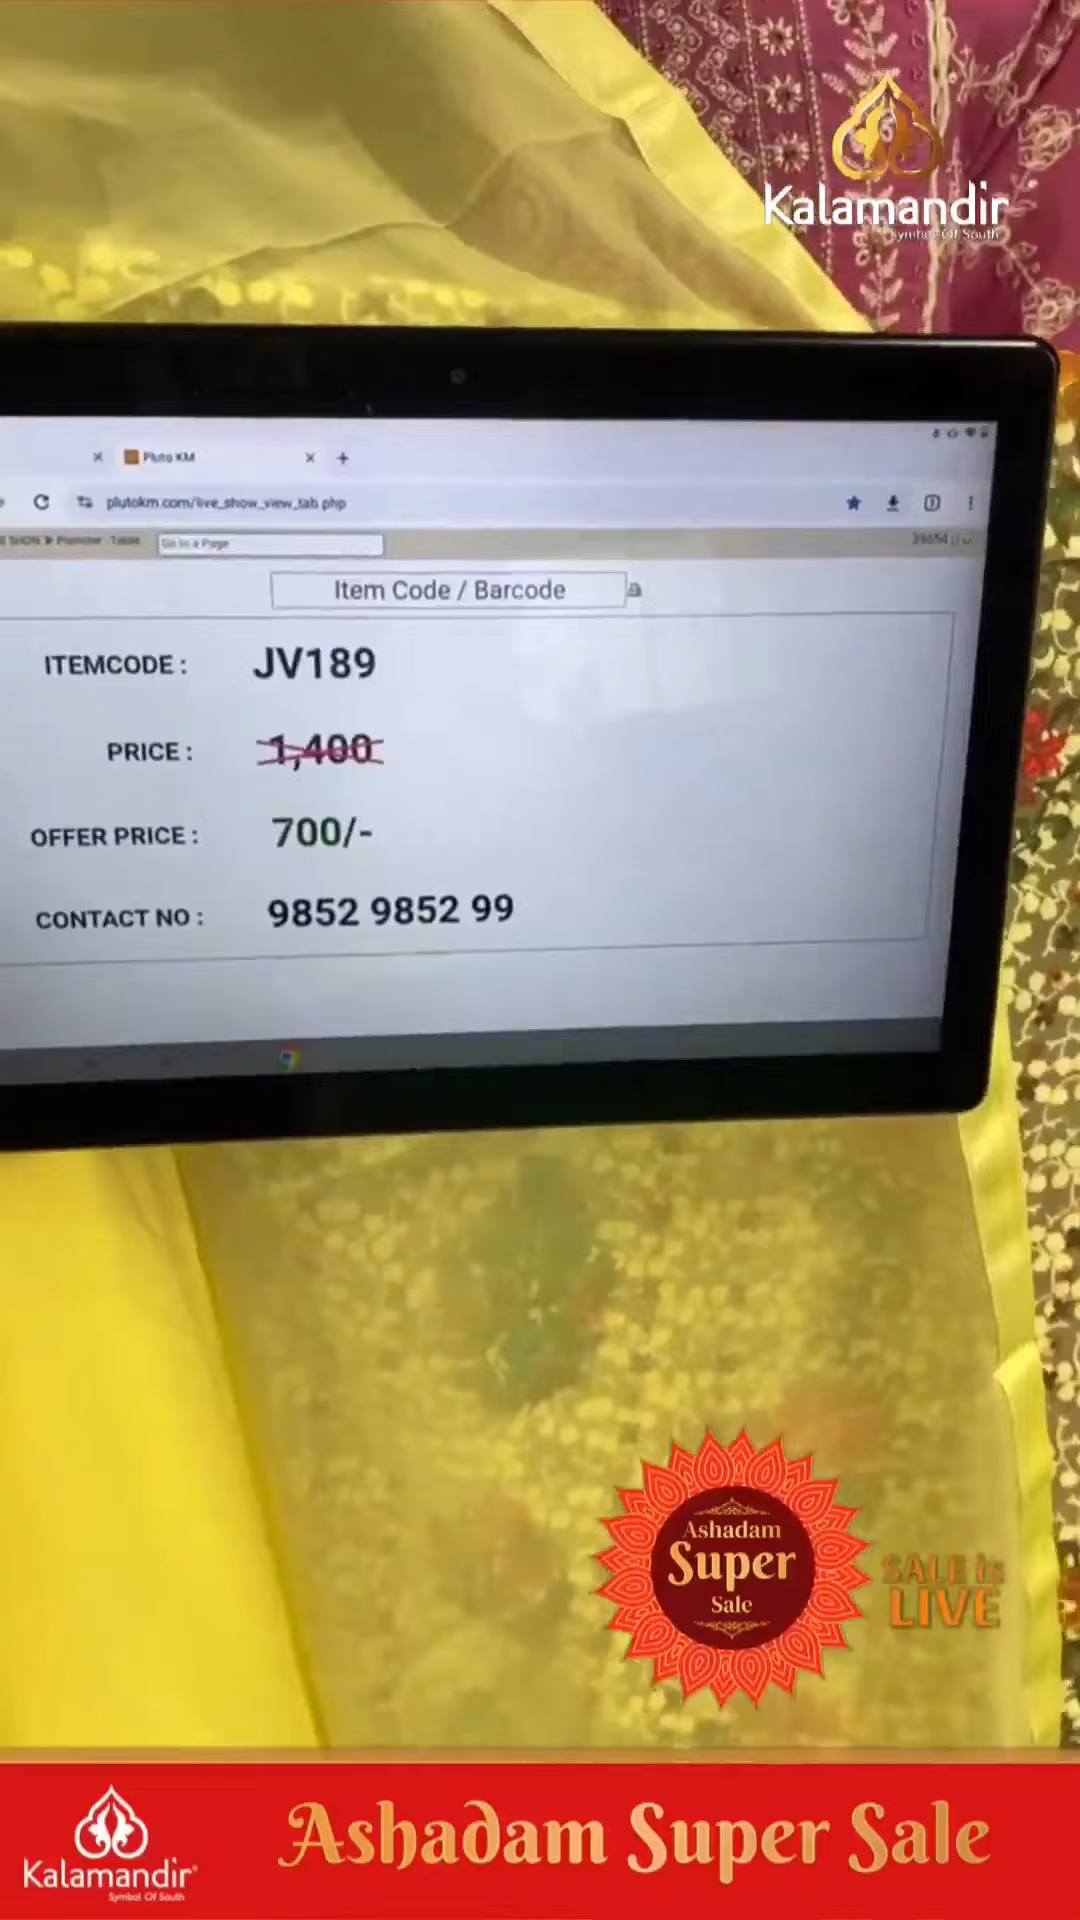 Kalamandir
Symbol Of South
Pluto KM
plutokm.com/live_show_view_tab.php
Go to a Page
Item Code / Barcode
ITEMCODE : JV189
PRICE : 1,400
OFFER PRICE : 700/-
CONTACT NO : 9852 9852 99
Ashadam
Super
Sale
SALE is
LIVE
Kalamandir
Symbol Of South
Ashadam Super Sale